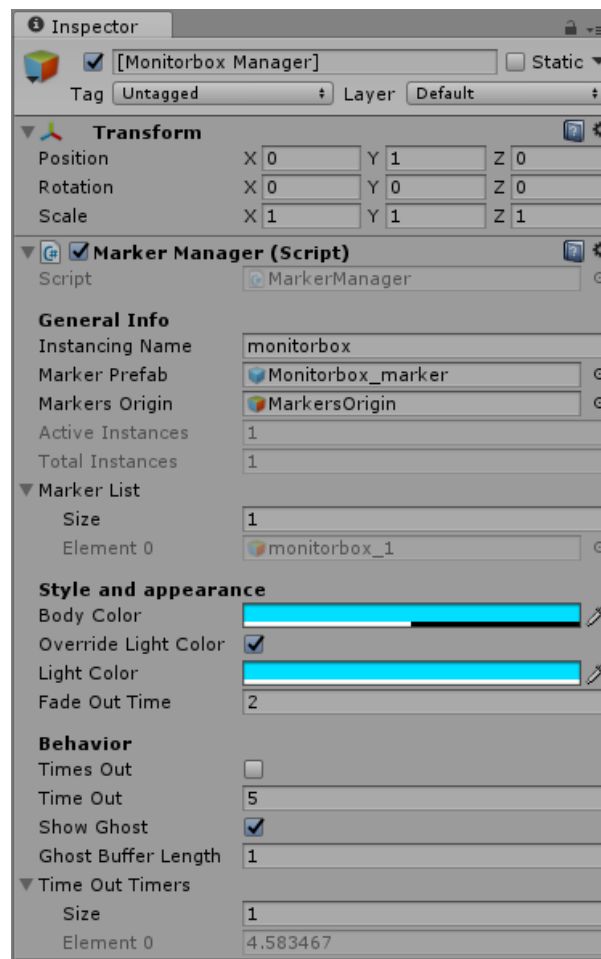 Inspector
[Monitorbox Manager] Static
Tag Untagged Layer Default
Transform
Position X 0 Y 1 Z 0
Rotation X 0 Y 0 Z 0
Scale X 1 Y 1 Z 1
C# Marker Manager (Script)
Script MarkerManager
General Info
Instancing Name monitorbox
Marker Prefab Monitorbox_marker
Markers Origin MarkersOrigin
Active Instances 1
Total Instances 1
Marker List
Size 1
Element 0 monitorbox_1
Style and appearance
Body Color
Override Light Color
Light Color
Fade Out Time 2
Behavior
Times Out
Time Out 5
Show Ghost
Ghost Buffer Length 1
Time Out Timers
Size 1
Element 0 4.583467